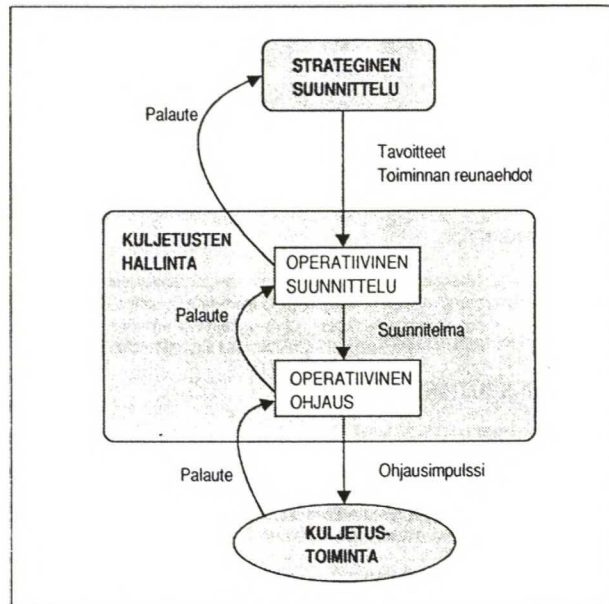 STRATEGINEN
SUUNNITTELU
Palaute
Tavoitteet
Toiminnan reunaehdot
KULJETUSTEN
HALLINTA
OPERATIIVINEN
SUUNNITTELU
Palaute
Suunnitelma
OPERATIIVINEN
OHJAUS
Palaute
Ohjausimpulssi
KULJETUS-
TOIMINTA